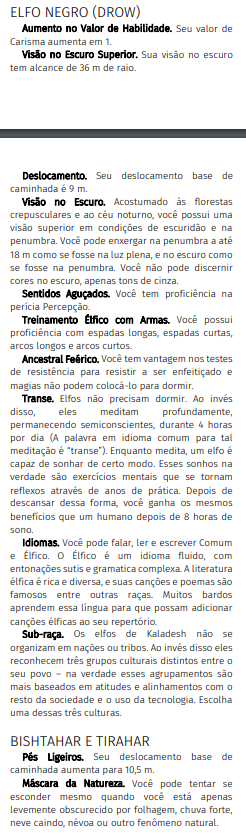 ELFO NEGRO (DROW)
Aumento no Valor de Habilidade. Seu valor de
Carisma aumenta em 1.
Visão no Escuro Superior. Sua visão no escuro
tem alcance de 36 m de raio.
Deslocamento. Seu deslocamento base de
caminhada é 9 m.
Visão no Escuro. Acostumado às florestas
crepusculares e ao céu noturno, você possui uma
visão superior em condições de escuridão e na
penumbra. Você pode enxergar na penumbra a até
18 m como se fosse na luz plena, e no escuro como
se fosse na penumbra. Você não pode discernir
cores no escuro, apenas tons de cinza.
Sentidos Aguçados. Você tem proficiência na
perícia Percepção.
Treinamento Élfico com Armas. Você possui
proficiência com espadas longas, espadas curtas,
arcos longos e arcos curtos.
Ancestral Feérico. Você tem vantagem nos testes
de resistência para resistir a ser enfeitiçado e
magias não podem colocá-lo para dormir.
Transe. Elfos não precisam dormir. Ao invés
disso, eles meditam profundamente,
permanecendo semiconscientes, durante 4 horas
por dia (A palavra em idioma comum para tal
meditação é “transe”). Enquanto medita, um elfo é
capaz de sonhar de certo modo. Esses sonhos na
verdade são exercícios mentais que se tornam
reflexos através de anos de prática. Depois de
descansar dessa forma, você ganha os mesmos
benefícios que um humano depois de 8 horas de
sono.
Idiomas. Você pode falar, ler e escrever Comum
e Élfico. O Élfico é um idioma fluido, com
entonações sutis e gramatica complexa. A literatura
élfica é rica e diversa, e suas canções e poemas são
famosos entre outras raças. Muitos bardos
aprendem essa língua para que possam adicionar
canções élficas ao seu repertório.
Sub-raça. Os elfos de Kaladesh não se
organizam em nações ou tribos. Ao invés disso eles
reconhecem três grupos culturais distintos entre o
seu povo – na verdade esses agrupamentos são
mais baseados em atitudes e alinhamentos com o
resto da sociedade e o uso da tecnologia. Escolha
uma dessas três culturas.
BISHTAHAR E TIRAHAR
Pés Ligeiros. Seu deslocamento base de
caminhada aumenta para 10,5 m.
Máscara da Natureza. Você pode tentar se
esconder mesmo quando você está apenas
levemente obscurecido por folhagem, chuva forte,
neve caindo, névoa ou outro fenômeno natural.